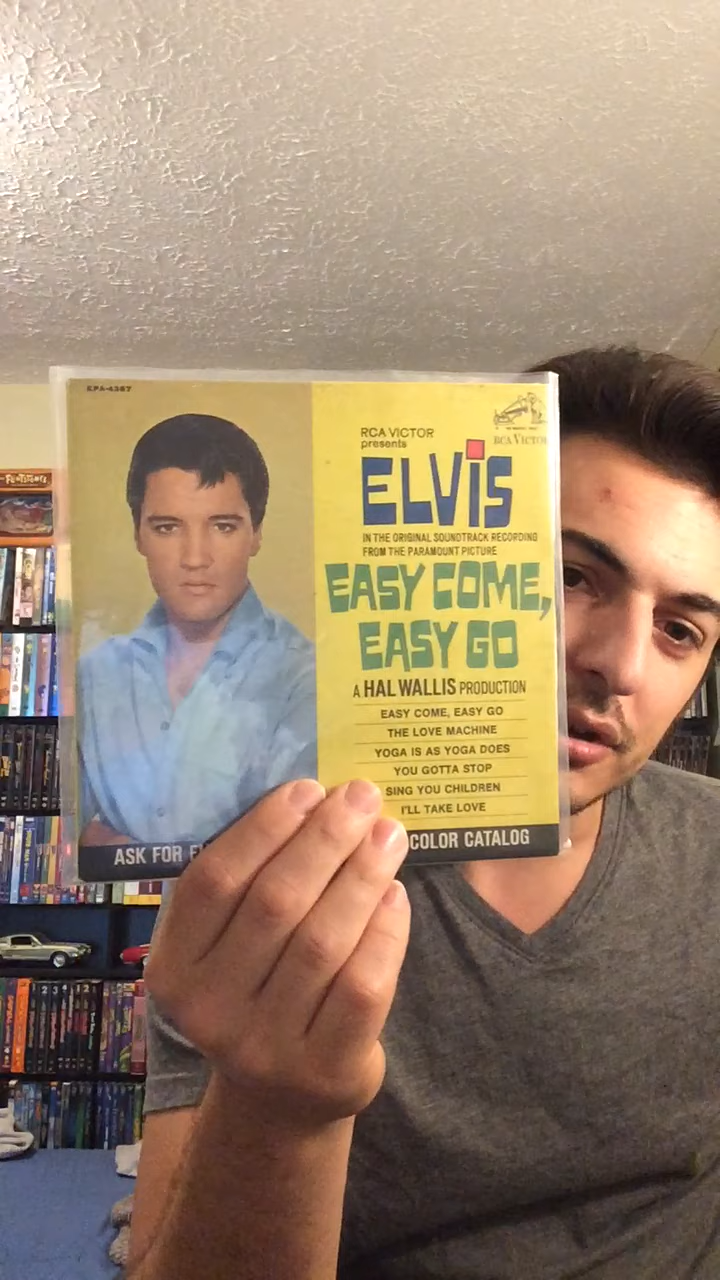 EPA-4387
RCA VICTOR
presents
RCA VICTOR
ELVIS
IN THE ORIGINAL SOUNDTRACK RECORDING
FROM THE PARAMOUNT PICTURE
EASY COME,
EASY GO
A HAL WALLIS PRODUCTION
EASY COME, EASY GO
THE LOVE MACHINE
YOGA IS AS YOGA DOES
YOU GOTTA STOP
SING YOU CHILDREN
I'LL TAKE LOVE
ASK FOR
COLOR CATALOG